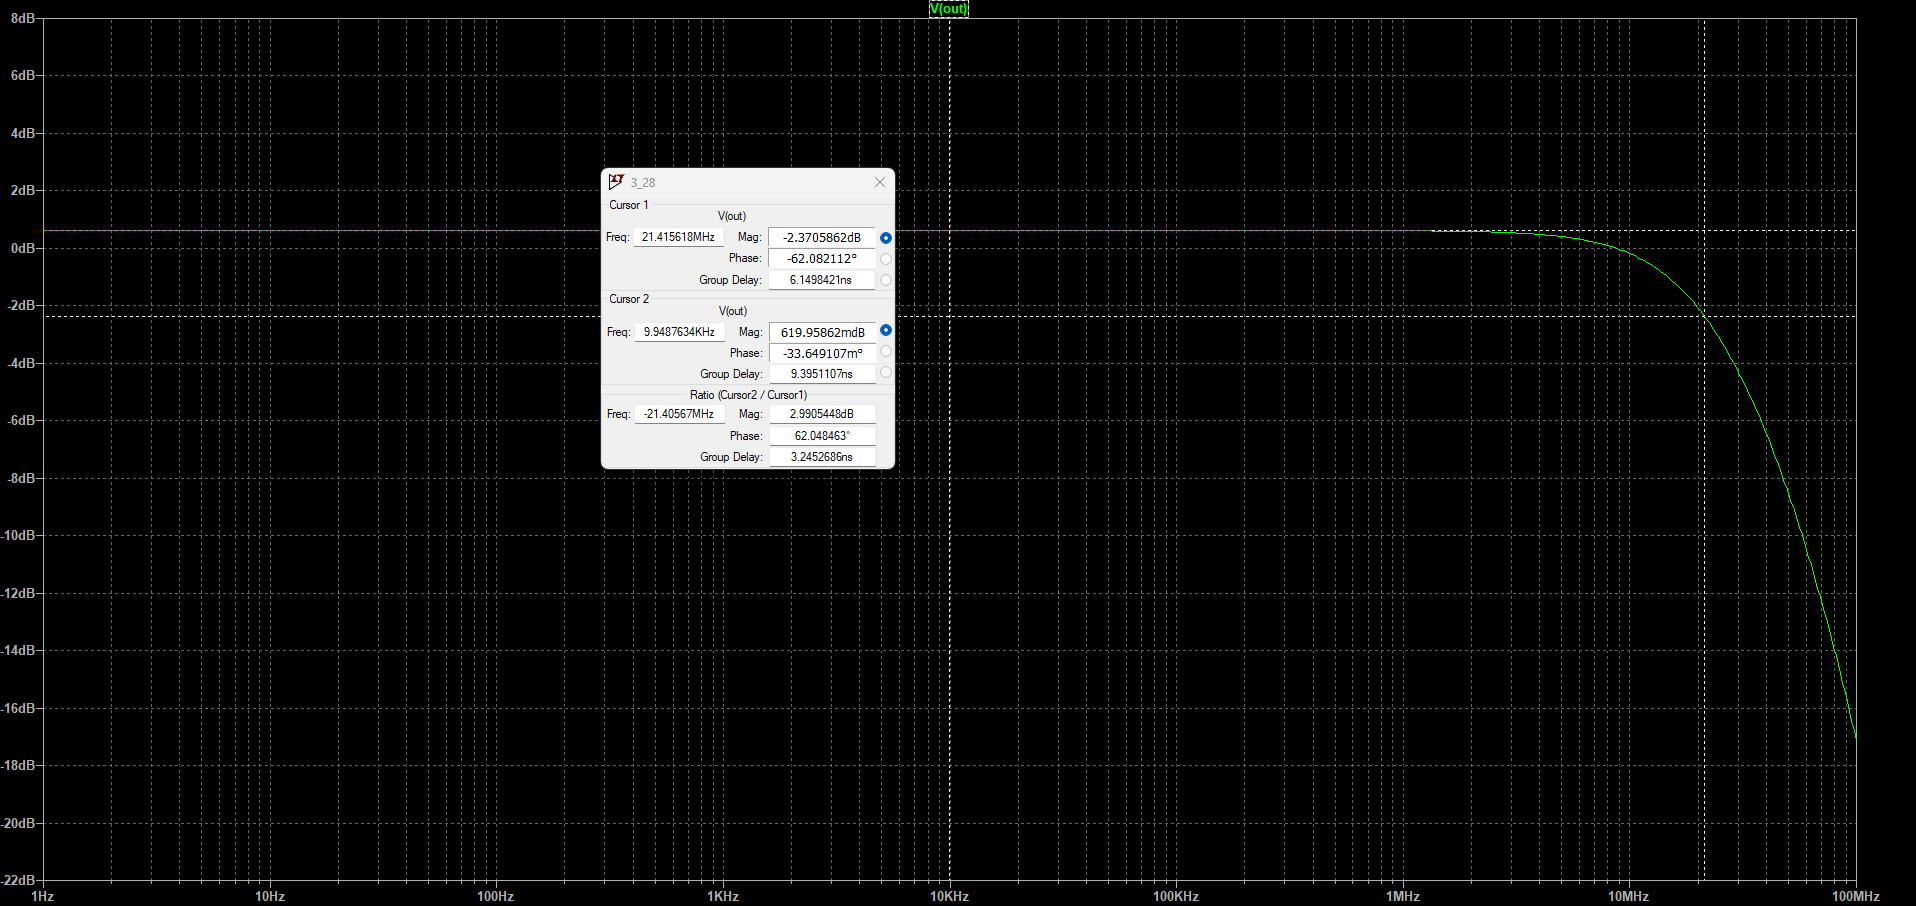 V(out)
8dB
6dB
4dB
2dB
0dB
-2dB
-4dB
-6dB
-8dB
-10dB
-12dB
-14dB
-16dB
-18dB
-20dB
-22dB
3_28
Cursor 1
V(out)
Freq: 21.415618MHz Mag: -2.3705862dB
Phase: -62.082112°
Group Delay: 6.1498421ns
Cursor 2
V(out)
Freq: 9.9487634KHz Mag: 619.95862mdB
Phase: -33.649107m°
Group Delay: 9.3951107ns
Ratio (Cursor2 / Cursor1)
Freq: -21.40567MHz Mag: 2.9905448dB
Phase: 62.048463°
Group Delay: 3.2452686ns
1Hz 10Hz 100Hz 1KHz 10KHz 100KHz 1MHz 10MHz 100MHz